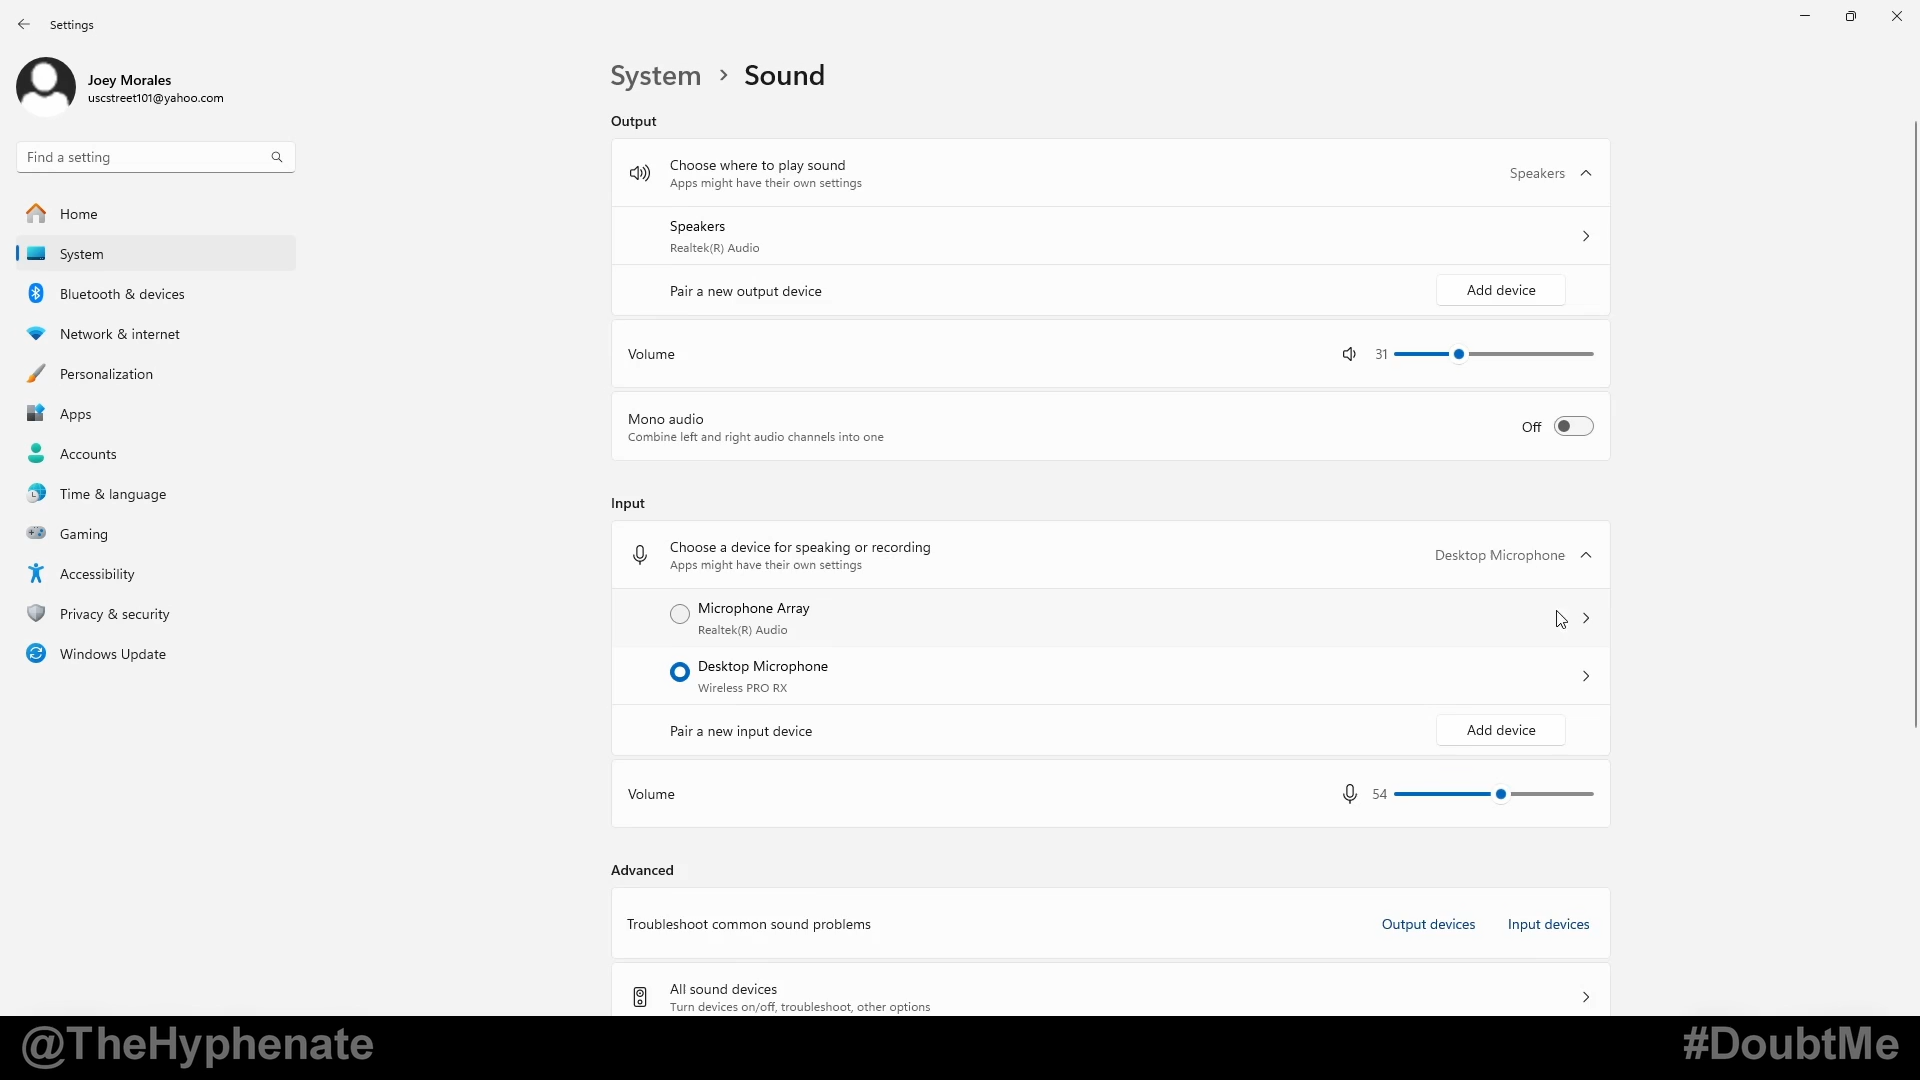 Settings
Joey Morales
uscstreet101@yahoo.com
Find a setting
Home
System
Bluetooth & devices
Network & internet
Personalization
Apps
Accounts
Time & language
Gaming
Accessibility
Privacy & security
Windows Update
System > Sound
Output
Choose where to play sound
Apps might have their own settings
Speakers
Speakers
Realtek(R) Audio
Pair a new output device
Add device
Volume
31
Mono audio
Combine left and right audio channels into one
Off
Input
Choose a device for speaking or recording
Apps might have their own settings
Desktop Microphone
Microphone Array
Realtek(R) Audio
Desktop Microphone
Wireless PRO RX
Pair a new input device
Add device
Volume
54
Advanced
Troubleshoot common sound problems
Output devices
Input devices
All sound devices
Turn devices on/off, troubleshoot, other options
@TheHyphenate
#DoubtMe